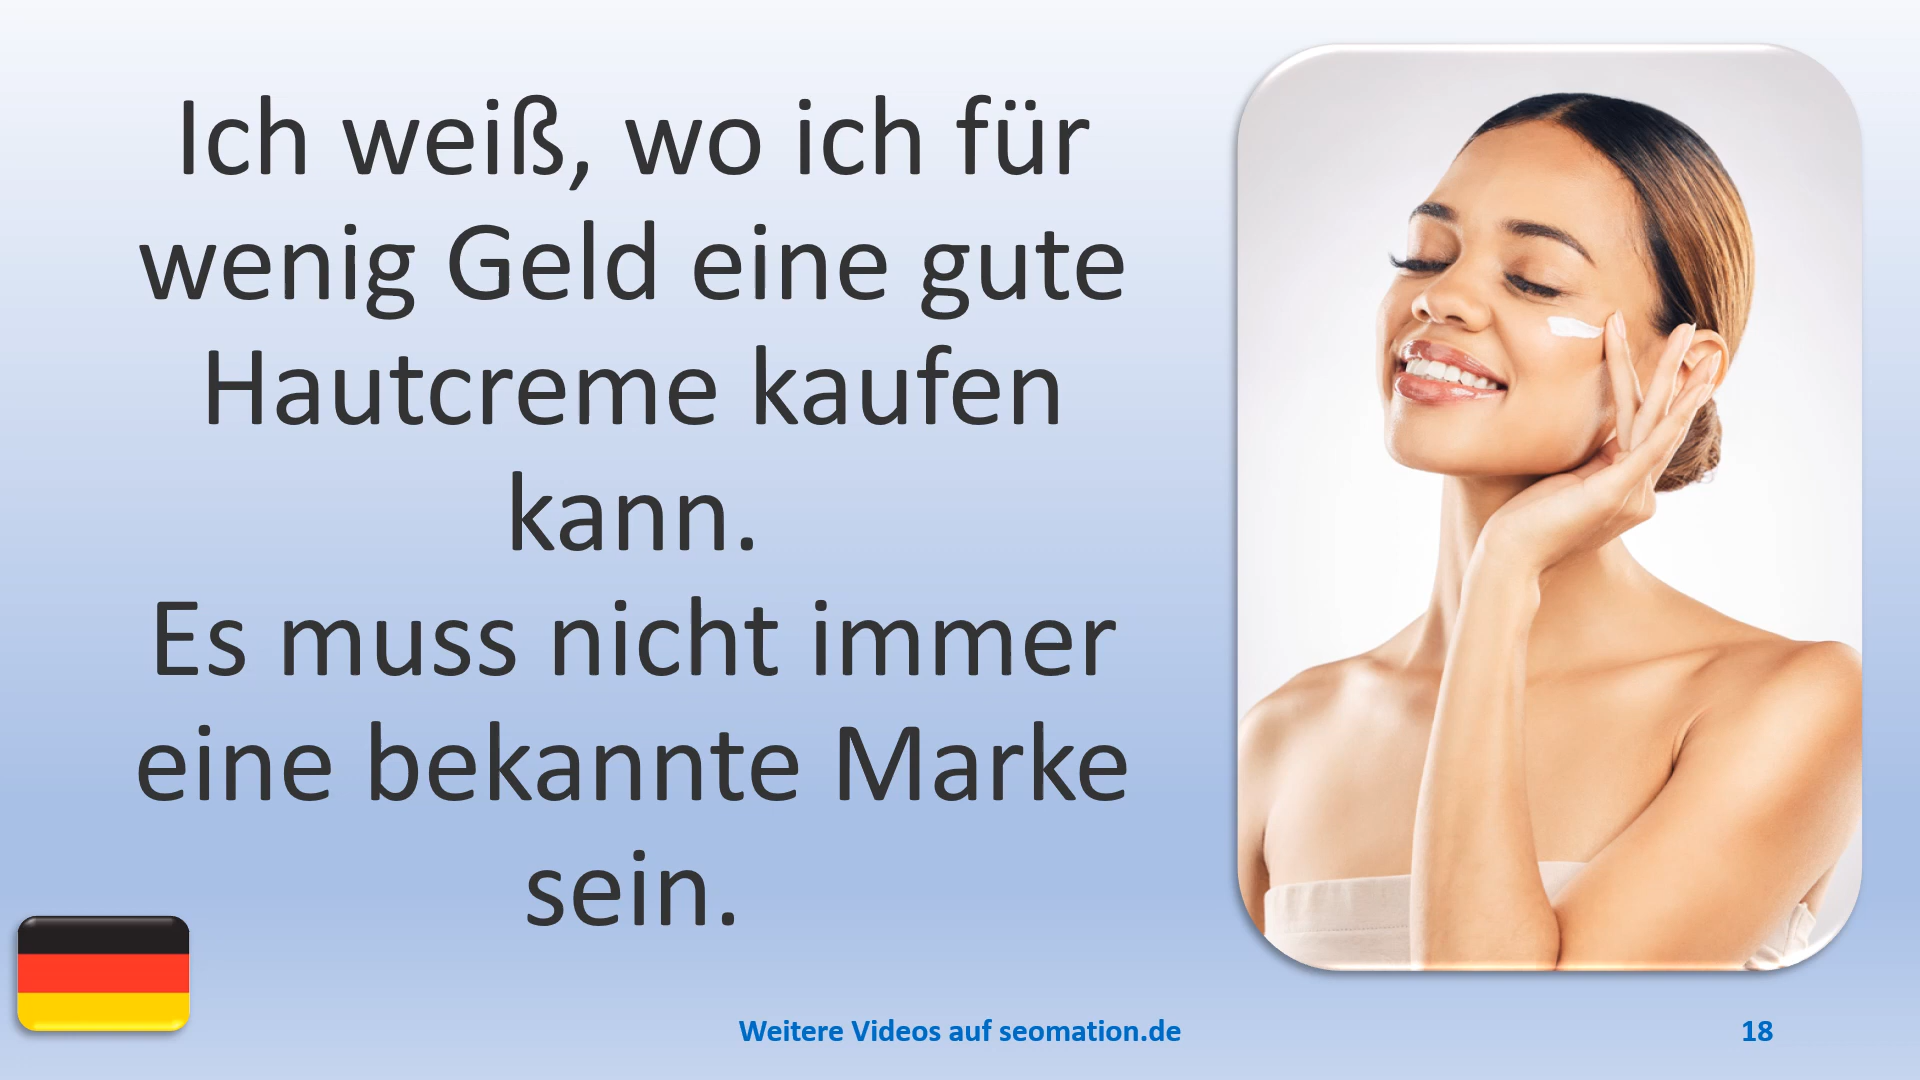 Ich weiß, wo ich für
wenig Geld eine gute
Hautcreme kaufen
kann.
Es muss nicht immer
eine bekannte Marke
sein.
Weitere Videos auf seomation.de
18